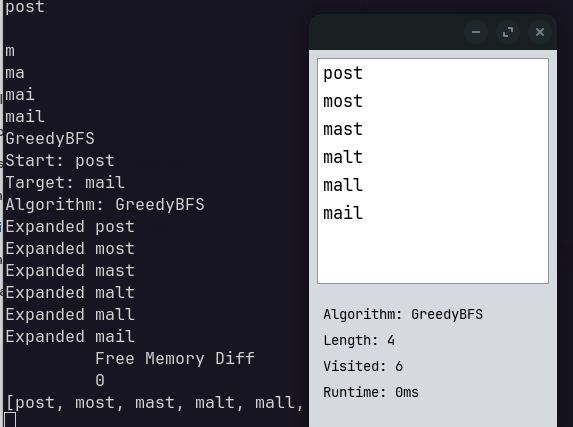 post
m
ma
mai
mail
GreedyBFS
Start: post
Target: mail
Algorithm: GreedyBFS
Expanded post
Expanded most
Expanded mast
Expanded malt
Expanded mall
Expanded mail
Free Memory Diff
0
[post, most, mast, malt, mall,
post
most
mast
malt
mall
mail
Algorithm: GreedyBFS
Length: 4
Visited: 6
Runtime: 0ms